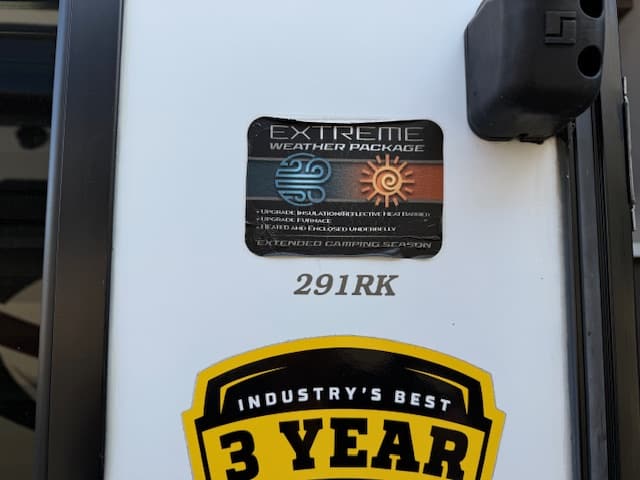 EXTREME
WEATHER PACKAGE
• UPGRADE INSULATION/REFLECTIVE HEAT BARRIER
• UPGRADE FURNACE
• HEATED AND ENCLOSED UNDERBELLY
EXTENDED CAMPING SEASON
291RK
INDUSTRY'S BEST
3 YEAR